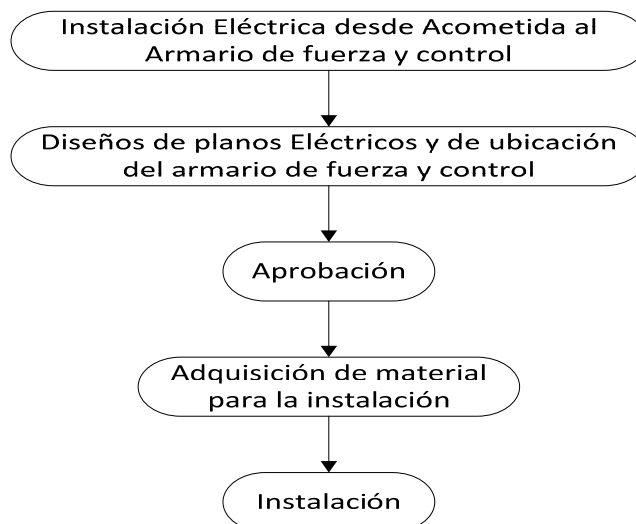 Instalación Eléctrica desde Acometida al
Armario de fuerza y control
Diseños de planos Eléctricos y de ubicación
del armario de fuerza y control
Aprobación
Adquisición de material
para la instalación
Instalación